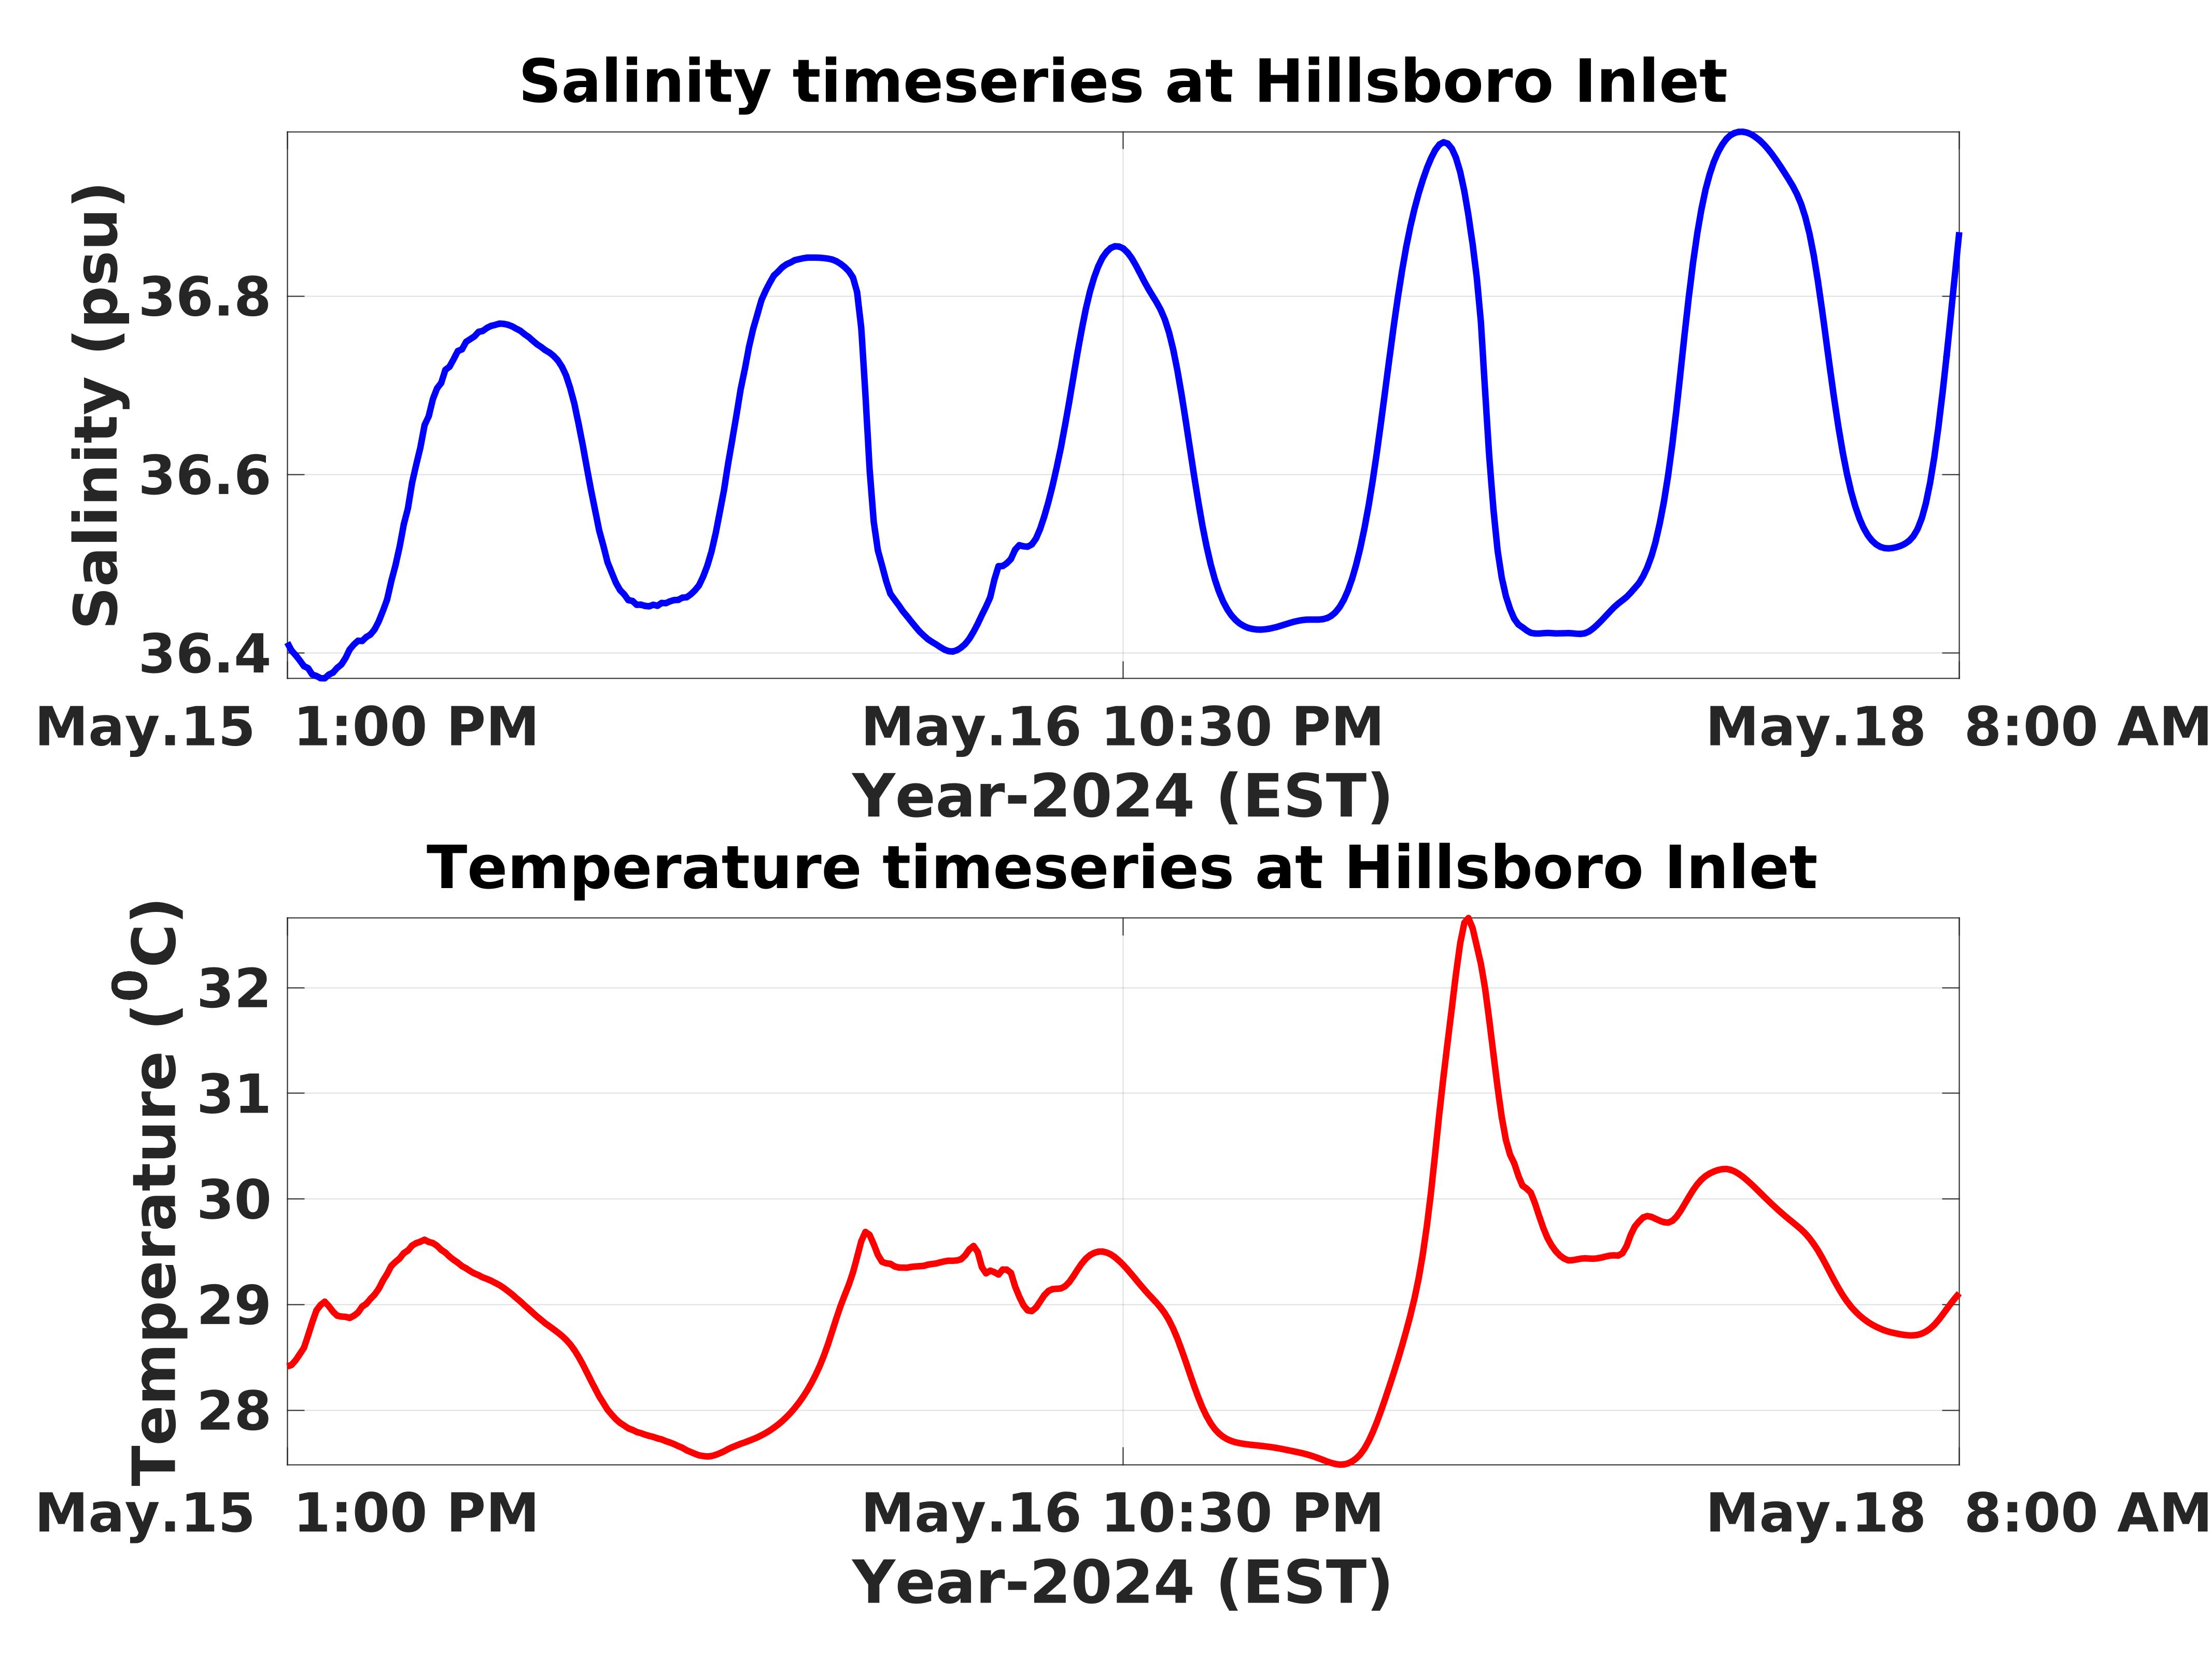 Salinity timeseries at Hillsboro Inlet
Salinity (psu)
36.8
36.6
36.4
May.15  1:00 PM
May.16 10:30 PM
May.18  8:00 AM
Year-2024 (EST)
Temperature timeseries at Hillsboro Inlet
Temperature (⁰C)
32
31
30
29
28
May.15  1:00 PM
May.16 10:30 PM
May.18  8:00 AM
Year-2024 (EST)